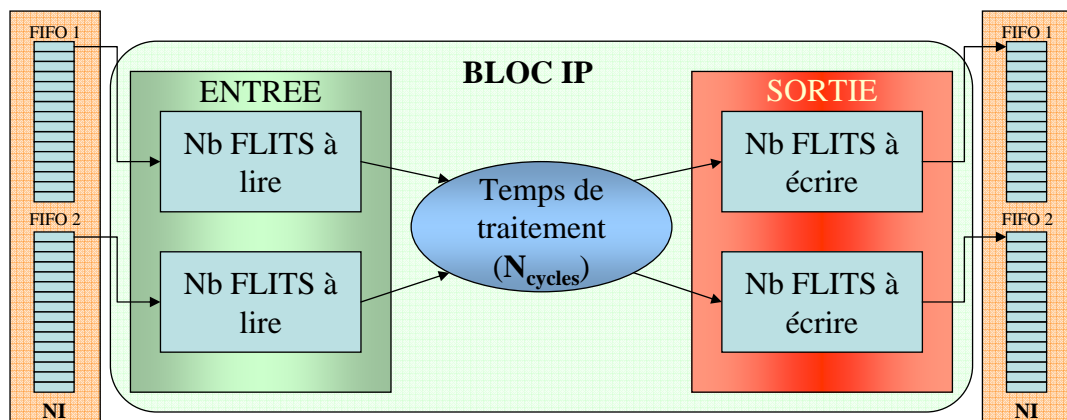 FIFO 1
FIFO 2
NI
BLOC IP
ENTREE
Nb FLITS à
lire
Nb FLITS à
lire
Temps de
traitement
(Ncycles)
SORTIE
Nb FLITS à
écrire
Nb FLITS à
écrire
FIFO 1
FIFO 2
NI